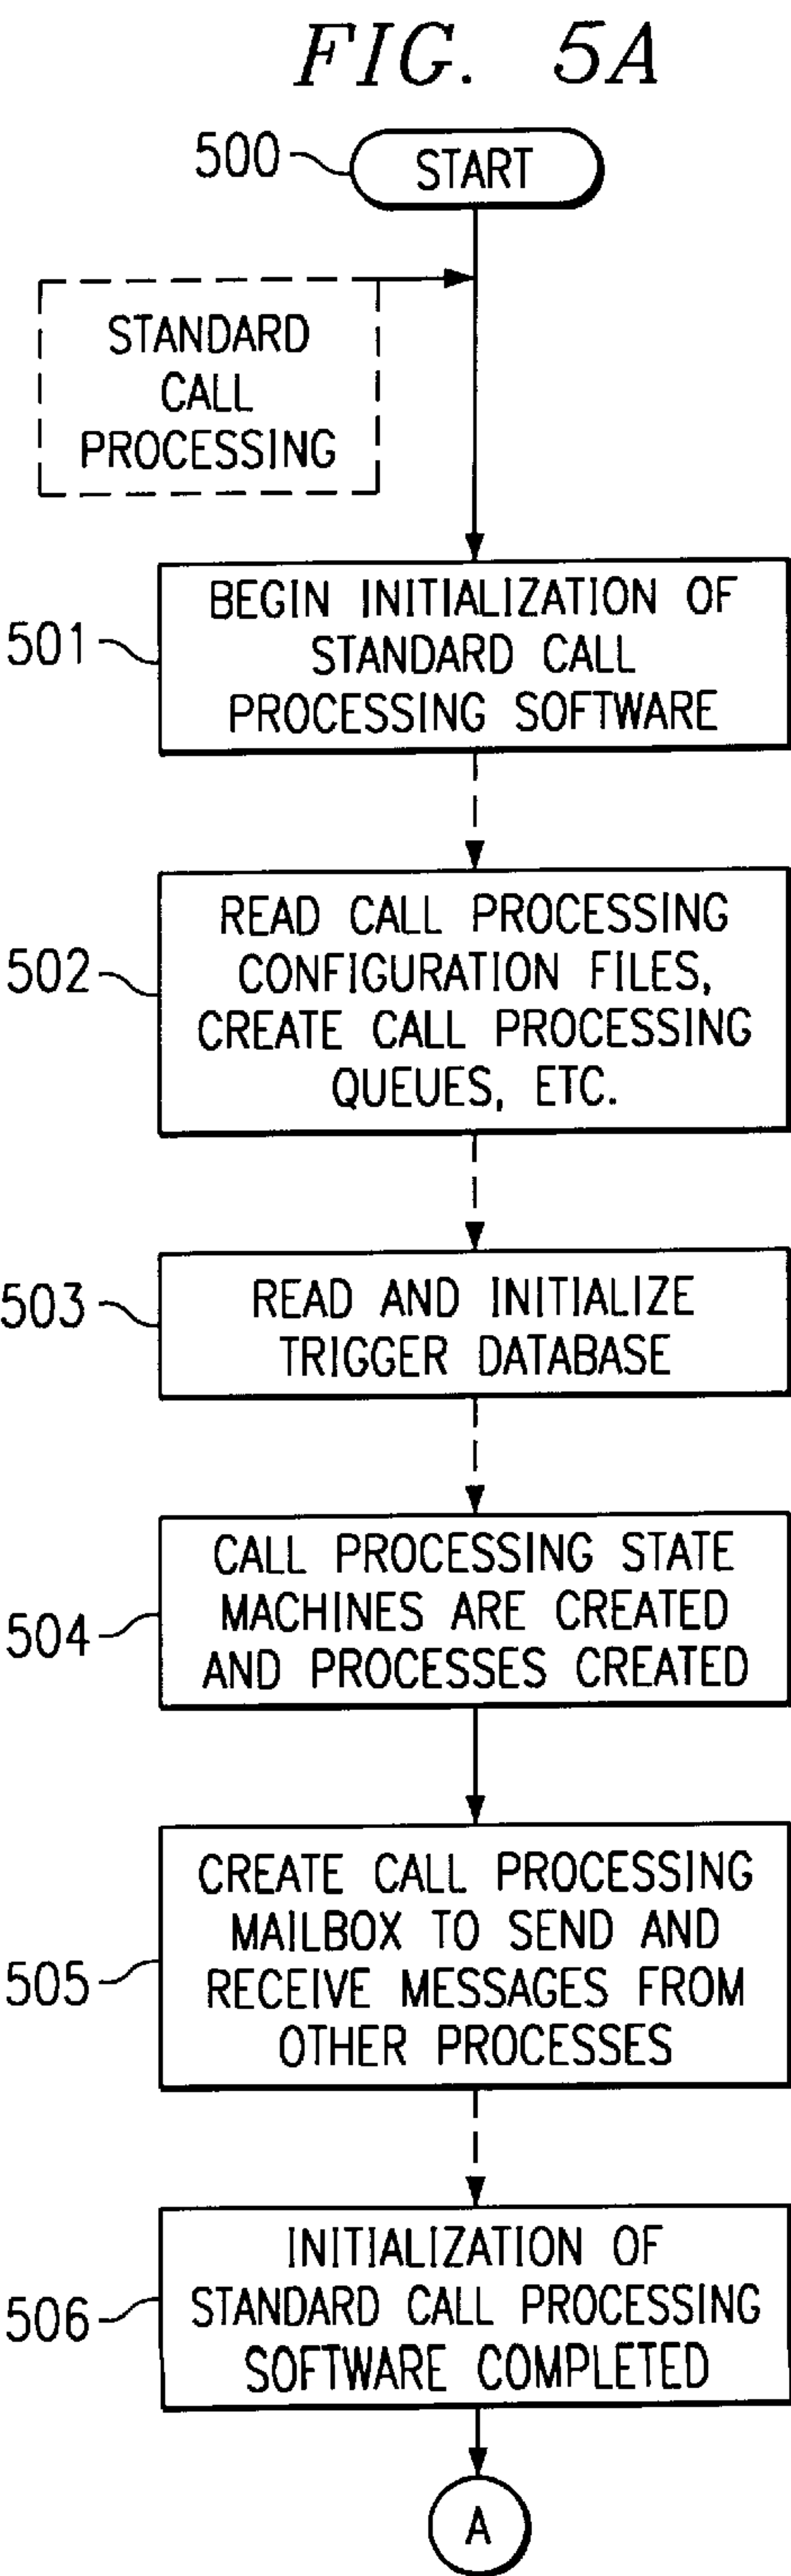 FIG. 5A
500
START
STANDARD
CALL
PROCESSING
501
BEGIN INITIALIZATION OF
STANDARD CALL
PROCESSING SOFTWARE
502
READ CALL PROCESSING
CONFIGURATION FILES,
CREATE CALL PROCESSING
QUEUES, ETC.
503
READ AND INITIALIZE
TRIGGER DATABASE
504
CALL PROCESSING STATE
MACHINES ARE CREATED
AND PROCESSES CREATED
505
CREATE CALL PROCESSING
MAILBOX TO SEND AND
RECEIVE MESSAGES FROM
OTHER PROCESSES
506
INITIALIZATION OF
STANDARD CALL PROCESSING
SOFTWARE COMPLETED
A